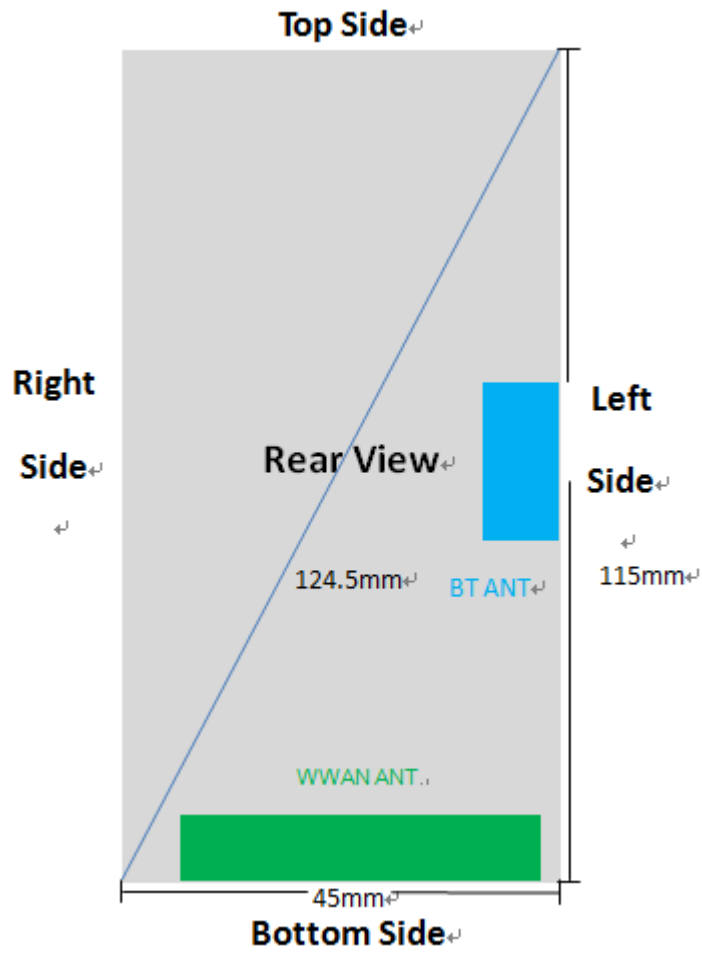 Top Side↵
Right
Side↵
↵
Left
Side↵
↵
Rear View↵
124.5mm↵
BT ANT↵
115mm↵
WWAN ANT.↓
45mm↵
Bottom Side↵